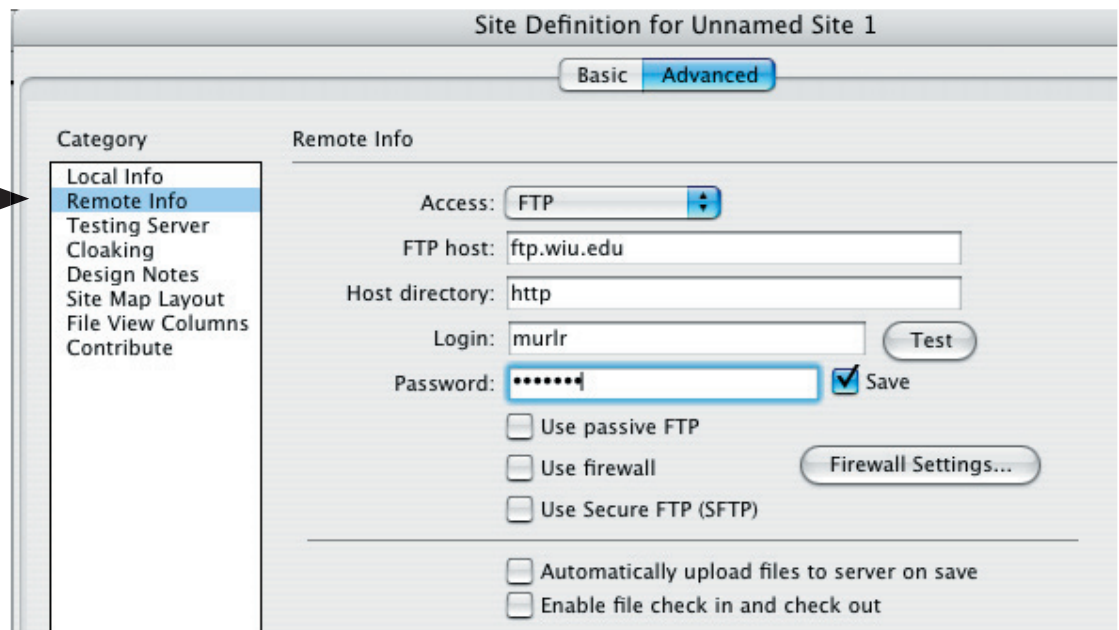 Site Definition for Unnamed Site 1
Basic Advanced
Category
Local Info
Remote Info
Testing Server
Cloaking
Design Notes
Site Map Layout
File View Columns
Contribute
Remote Info
Access: FTP
FTP host: ftp.wiu.edu
Host directory: http
Login: murlr Test
Password: ••••••• Save
Use passive FTP
Use firewall Firewall Settings...
Use Secure FTP (SFTP)
Automatically upload files to server on save
Enable file check in and check out